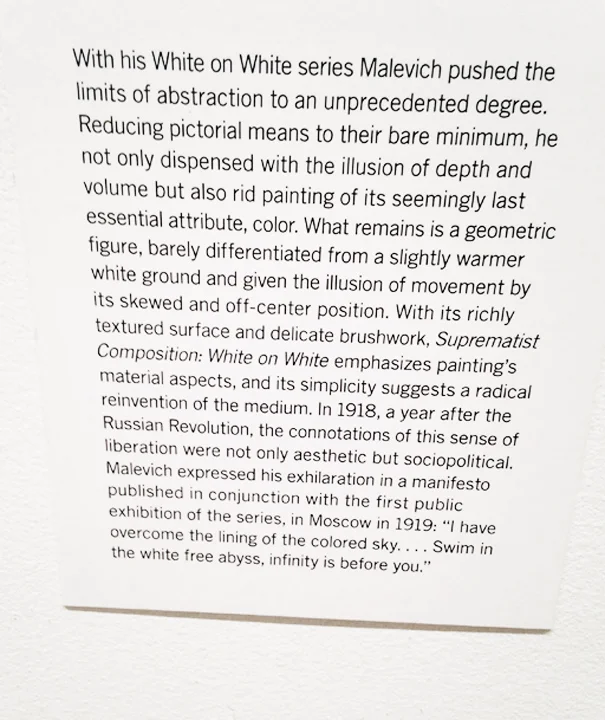 With his White on White series Malevich pushed the
limits of abstraction to an unprecedented degree.
Reducing pictorial means to their bare minimum, he
not only dispensed with the illusion of depth and
volume but also rid painting of its seemingly last
essential attribute, color. What remains is a geometric
figure, barely differentiated from a slightly warmer
white ground and given the illusion of movement by
its skewed and off-center position. With its richly
textured surface and delicate brushwork, Suprematist
Composition: White on White emphasizes painting's
material aspects, and its simplicity suggests a radical
reinvention of the medium. In 1918, a year after the
Russian Revolution, the connotations of this sense of
liberation were not only aesthetic but sociopolitical.
Malevich expressed his exhilaration in a manifesto
published in conjunction with the first public
exhibition of the series, in Moscow in 1919: “I have
overcome the lining of the colored sky. . . . Swim in
the white free abyss, infinity is before you.”